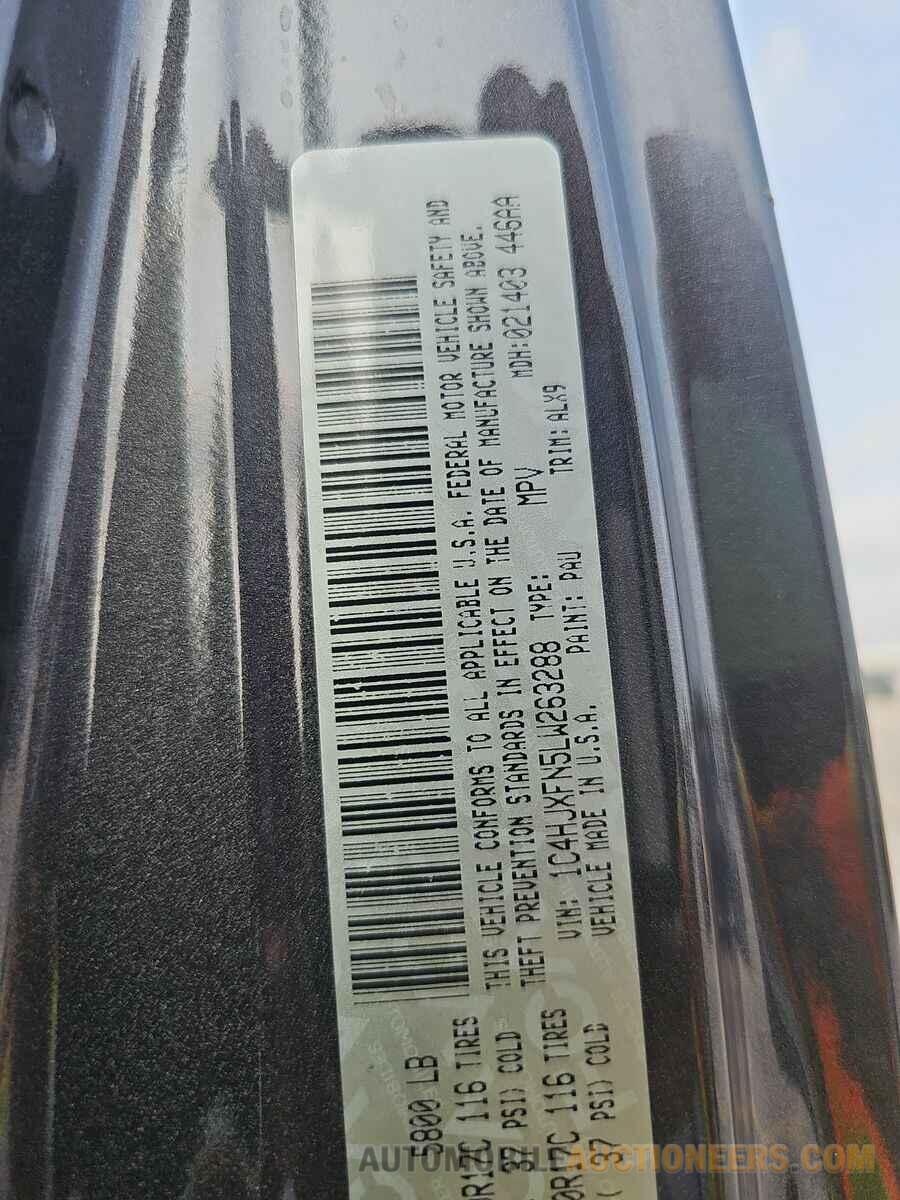 5800 LB
0R17C 116 TIRES
37 PSI) COLD
0R17C 116 TIRES
( 37 PSI) COLD
THIS VEHICLE CONFORMS TO ALL APPLICABLE U.S.A. FEDERAL MOTOR VEHICLE SAFETY AND
THEFT PREVENTION STANDARDS IN EFFECT ON THE DATE OF MANUFACTURE SHOWN ABOVE.
VIN: 1C4HJXFN5LW263288 TYPE: MPV MDH:021403 446AA
VEHICLE MADE IN U.S.A. PAINT: PAU TRIM: ALX9
AUTOMOBILEAUCTIONEERS.COM